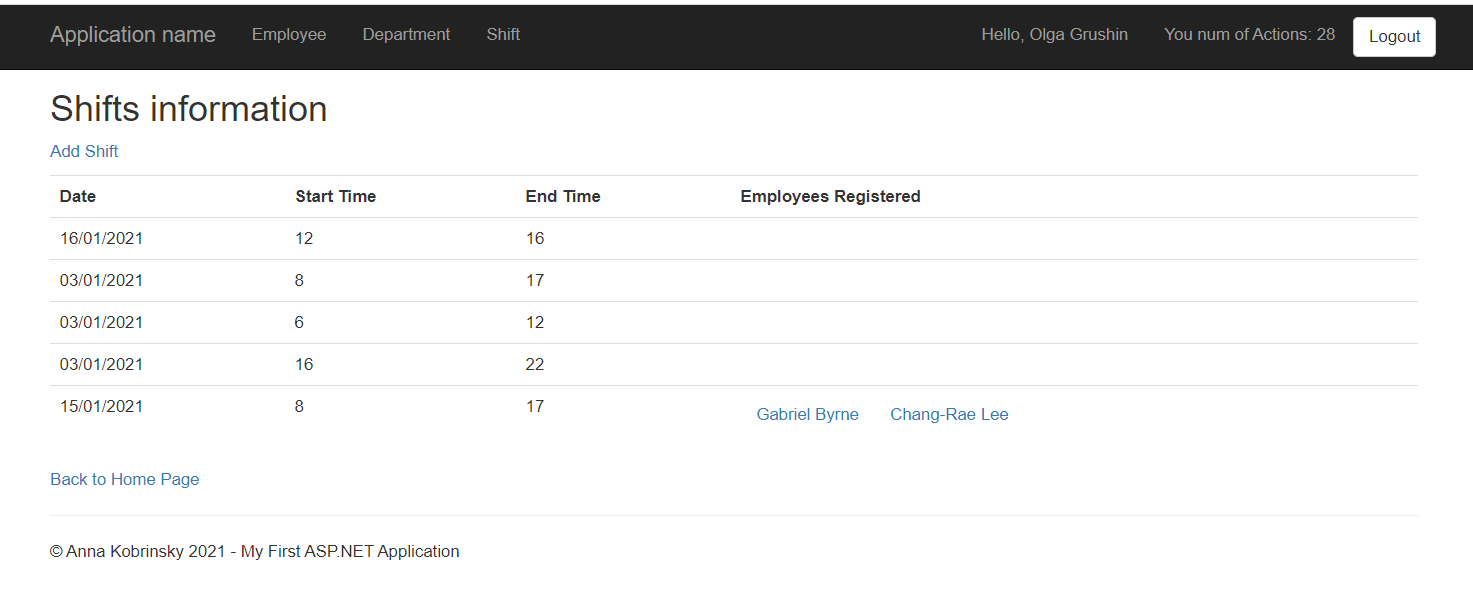 Application name Employee Department Shift Hello, Olga Grushin You num of Actions: 28 Logout
Shifts information
Add Shift
Date Start Time End Time Employees Registered
16/01/2021 12 16
03/01/2021 8 17
03/01/2021 6 12
03/01/2021 16 22
15/01/2021 8 17 Gabriel Byrne Chang-Rae Lee
Back to Home Page
© Anna Kobrinsky 2021 - My First ASP.NET Application